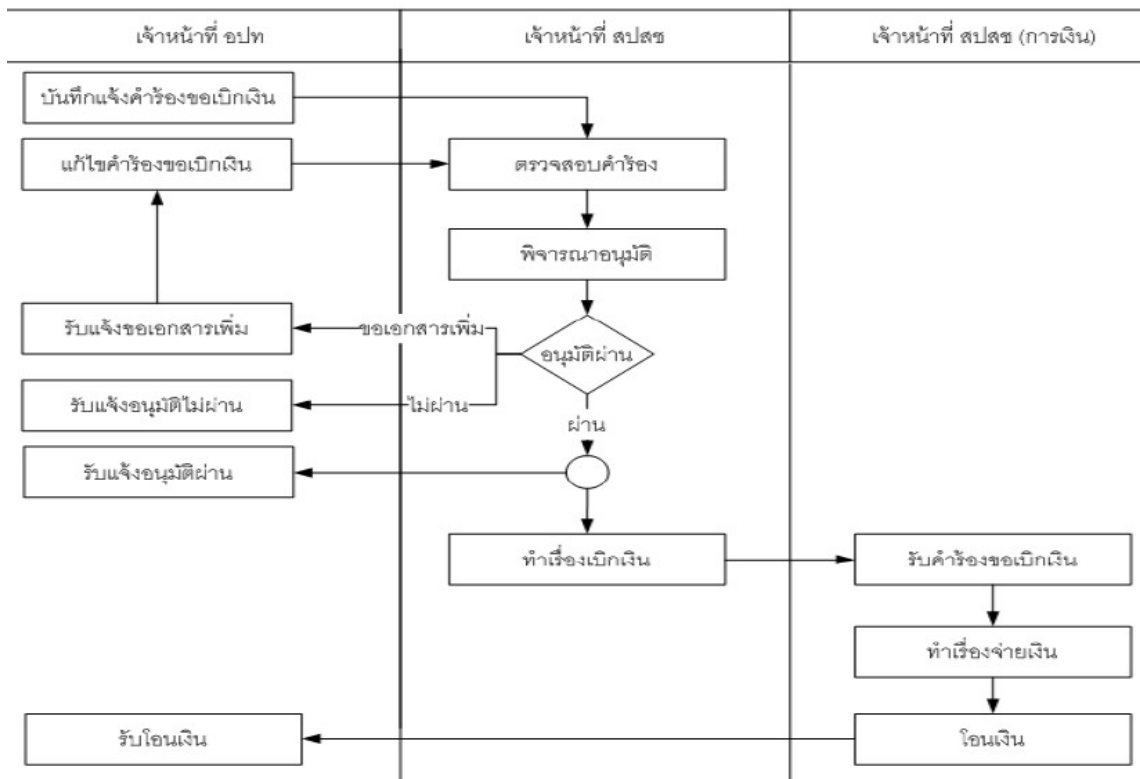 เจ้าหน้าที่ อปท
เจ้าหน้าที่ สปสช
เจ้าหน้าที่ สปสช (การเงิน)
บันทึกแจ้งคำร้องขอเบิกเงิน
แก้ไขคำร้องขอเบิกเงิน
ตรวจสอบคำร้อง
พิจารณาอนุมัติ
รับแจ้งขอเอกสารเพิ่ม
ขอเอกสารเพิ่ม
อนุมัติผ่าน
รับแจ้งอนุมัติไม่ผ่าน
ไม่ผ่าน
ผ่าน
รับแจ้งอนุมัติผ่าน
ทำเรื่องเบิกเงิน
รับคำร้องขอเบิกเงิน
ทำเรื่องจ่ายเงิน
รับโอนเงิน
โอนเงิน